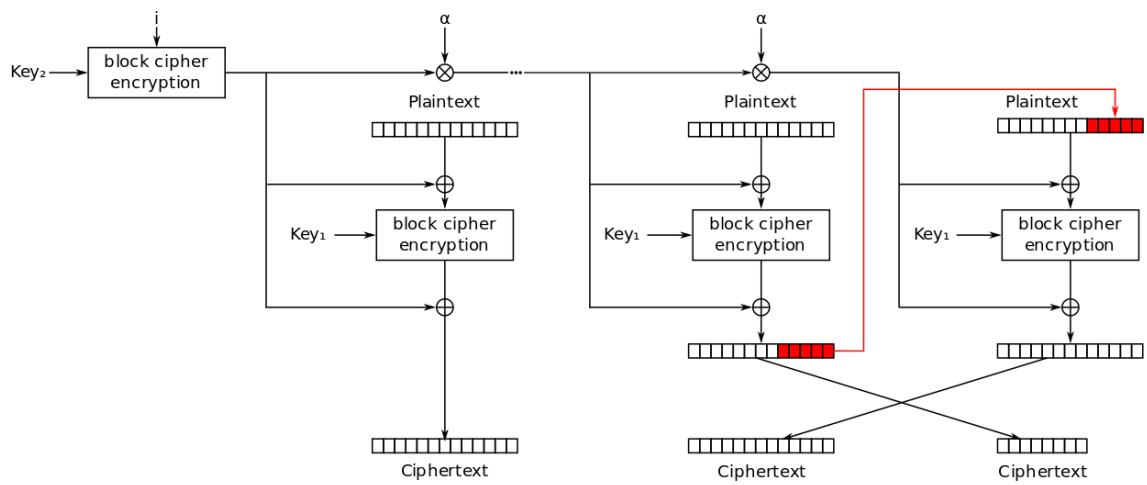 i
α
α
Key₂
block cipher
encryption
...
Plaintext
Plaintext
Plaintext
Key₁
block cipher
encryption
Key₁
block cipher
encryption
Key₁
block cipher
encryption
Ciphertext
Ciphertext
Ciphertext